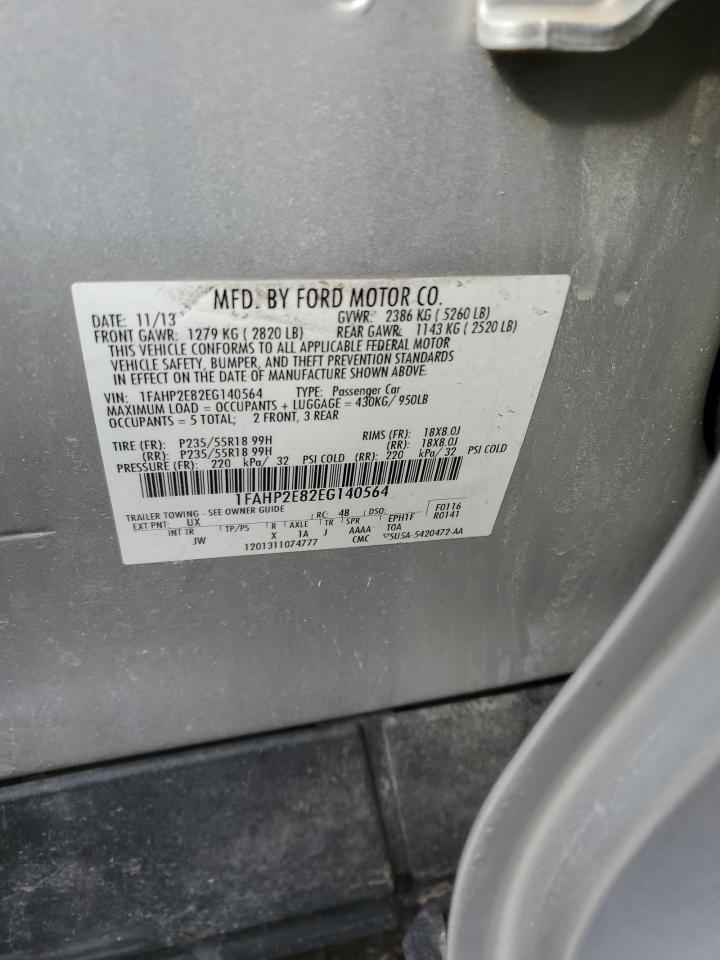 MFD. BY FORD MOTOR CO.
DATE: 11/13 GVWR: 2386 KG ( 5260 LB)
FRONT GAWR: 1279 KG ( 2820 LB) REAR GAWR: 1143 KG ( 2520 LB)
THIS VEHICLE CONFORMS TO ALL APPLICABLE FEDERAL MOTOR
VEHICLE SAFETY, BUMPER, AND THEFT PREVENTION STANDARDS
IN EFFECT ON THE DATE OF MANUFACTURE SHOWN ABOVE.
VIN: 1FAHP2E82EG140564 TYPE: Passenger Car
MAXIMUM LOAD = OCCUPANTS + LUGGAGE = 430KG/ 950LB
OCCUPANTS = 5 TOTAL; 2 FRONT, 3 REAR
TIRE (FR): P235/55R18 99H RIMS (FR): 18X8.0J
(RR): P235/55R18 99H (RR): 18X8.0J
PRESSURE (FR): 220 kPa/ 32 PSI COLD (RR): 220 kPa/ 32 PSI COLD
1FAHP2E82EG140564
TRAILER TOWING - SEE OWNER GUIDE RC: 48 DSO: F0116
EXT PNT: UX EPH1F R0141
INT TR TP/PS R AXLE TR SPR T0A
JW X 1A J AAAA
1201311074777 CMC 5U5A-5420472-AA